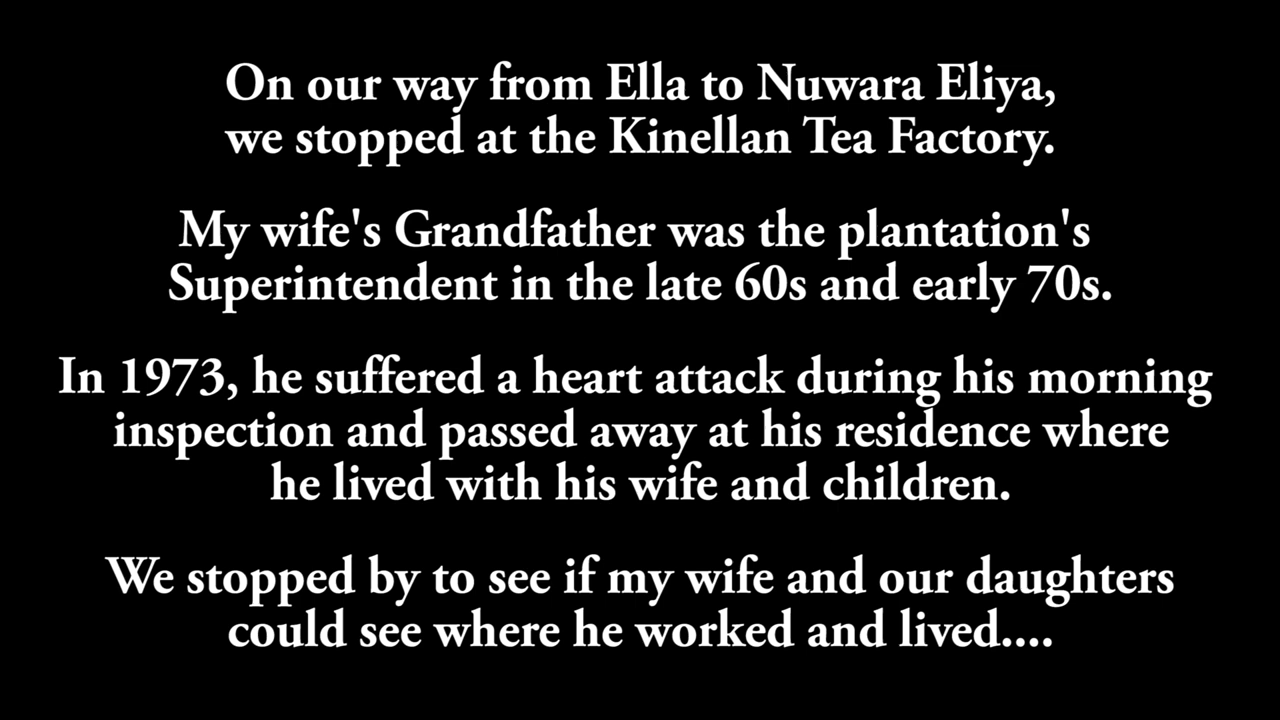 On our way from Ella to Nuwara Eliya,
we stopped at the Kinellan Tea Factory.
My wife's Grandfather was the plantation's
Superintendent in the late 60s and early 70s.
In 1973, he suffered a heart attack during his morning
inspection and passed away at his residence where
he lived with his wife and children.
We stopped by to see if my wife and our daughters
could see where he worked and lived....